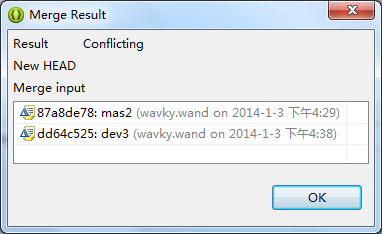 Merge Result
Result Conflicting
New HEAD
Merge input
87a8de78: mas2 (wavky.wand on 2014-1-3 下午4:29)
dd64c525: dev3 (wavky.wand on 2014-1-3 下午4:38)
OK